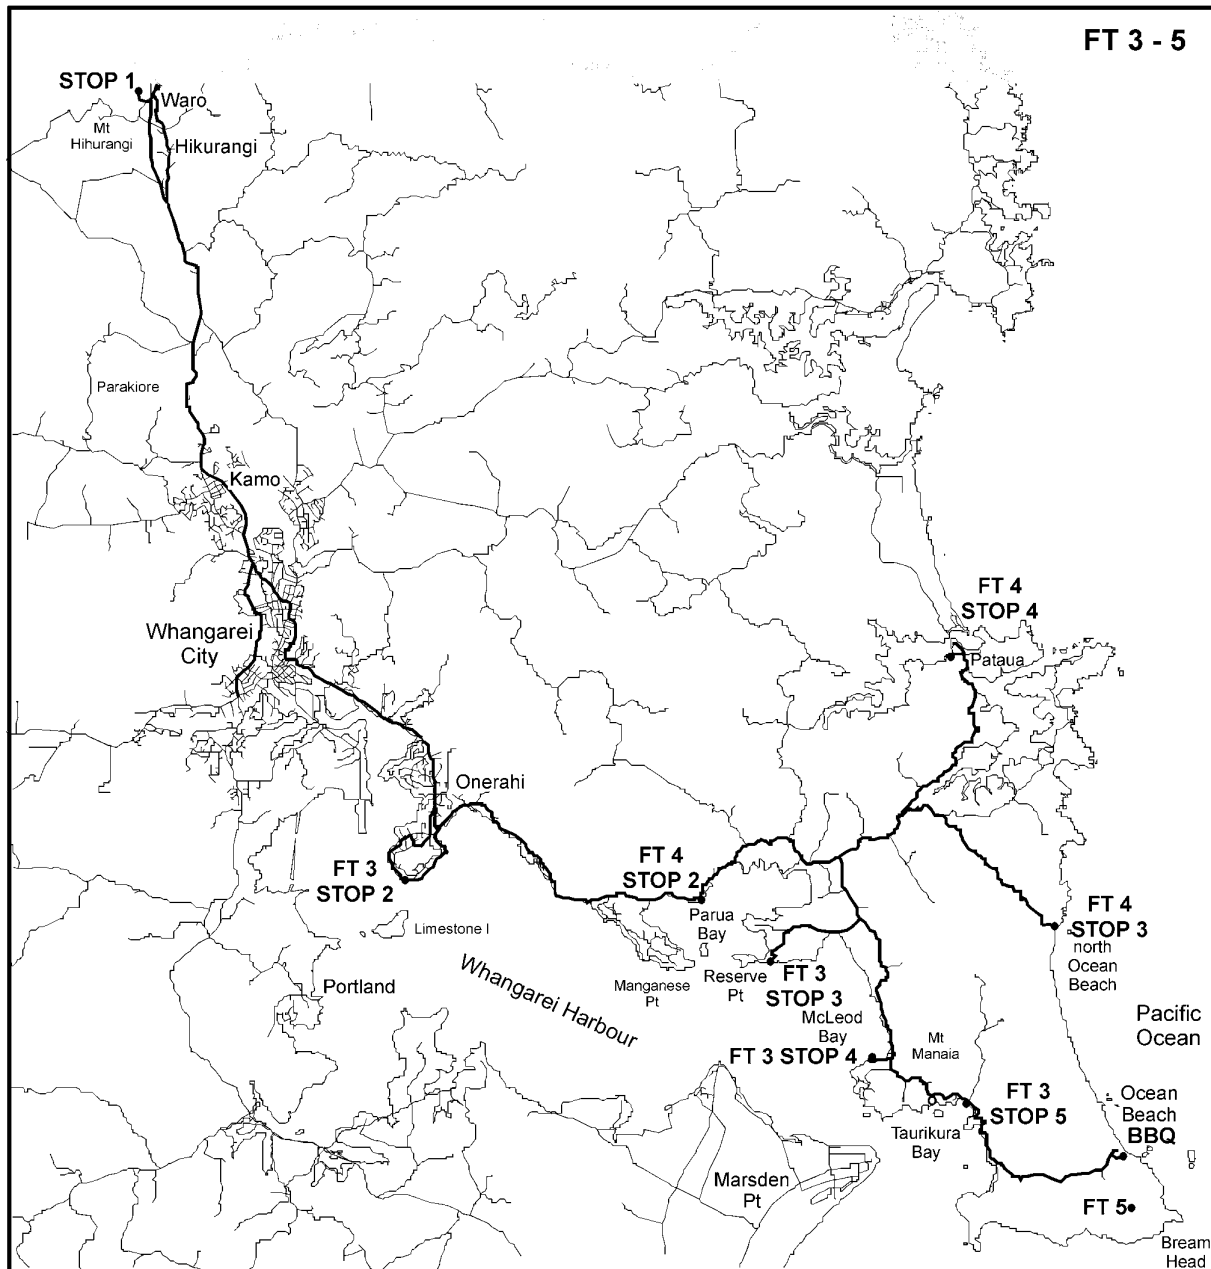 FT 3 - 5
STOP 1
Waro
Mt
Hihurangi
Hikurangi
Parakiore
Kamo
FT 4
STOP 4
Whangarei
City
Pataua
Onerahi
FT 3
STOP 2
FT 4
STOP 2
Limestone I
Parua
Bay
FT 4
STOP 3
north
Ocean
Beach
Whangarei Harbour
Manganese
Pt
Reserve
Pt
FT 3
STOP 3
Portland
McLeod
Bay
Pacific
Ocean
Mt
Manaia
FT 3 STOP 4
FT 3
STOP 5
Ocean
Beach
BBQ
Taurikura
Bay
Marsden
Pt
FT 5
Bream
Head